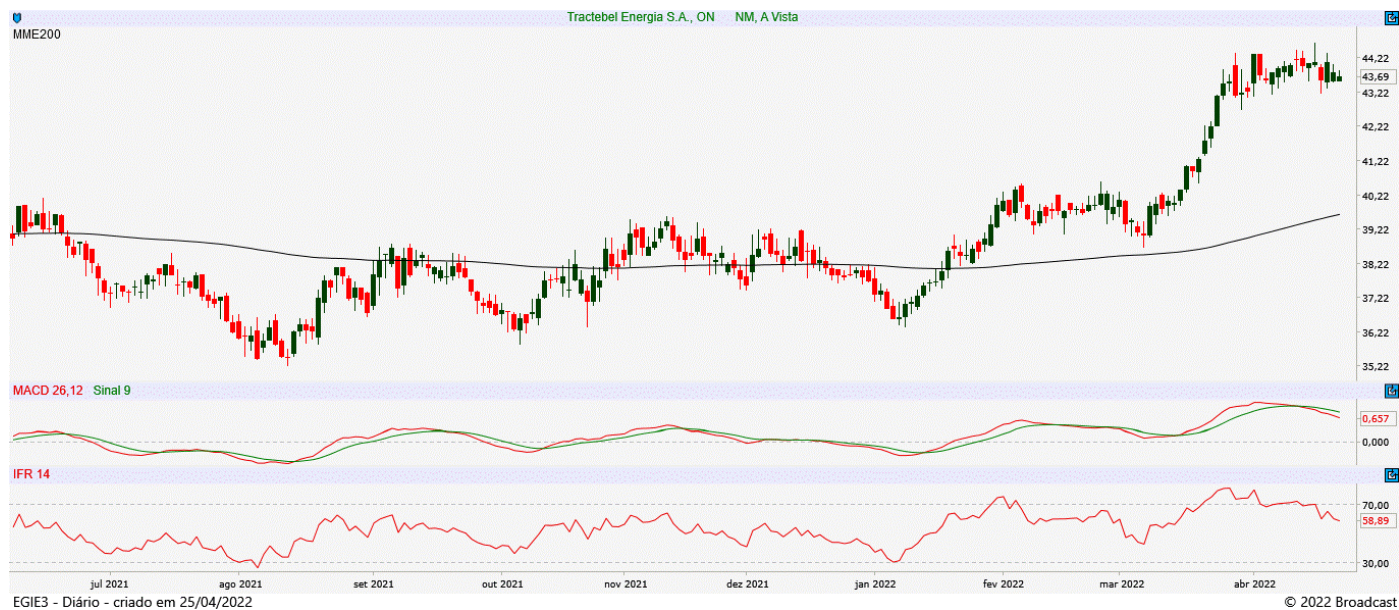 Tractebel Energia S.A., ON NM, A Vista
MME200
44,22
43,69
43,22
42,22
41,22
40,22
39,22
38,22
37,22
36,22
35,22
MACD 26,12 Sinal 9
0,657
0,000
IFR 14
70,00
58,89
30,00
jul 2021 ago 2021 set 2021 out 2021 nov 2021 dez 2021 jan 2022 fev 2022 mar 2022 abr 2022
EGIE3 - Diário - criado em 25/04/2022 © 2022 Broadcast